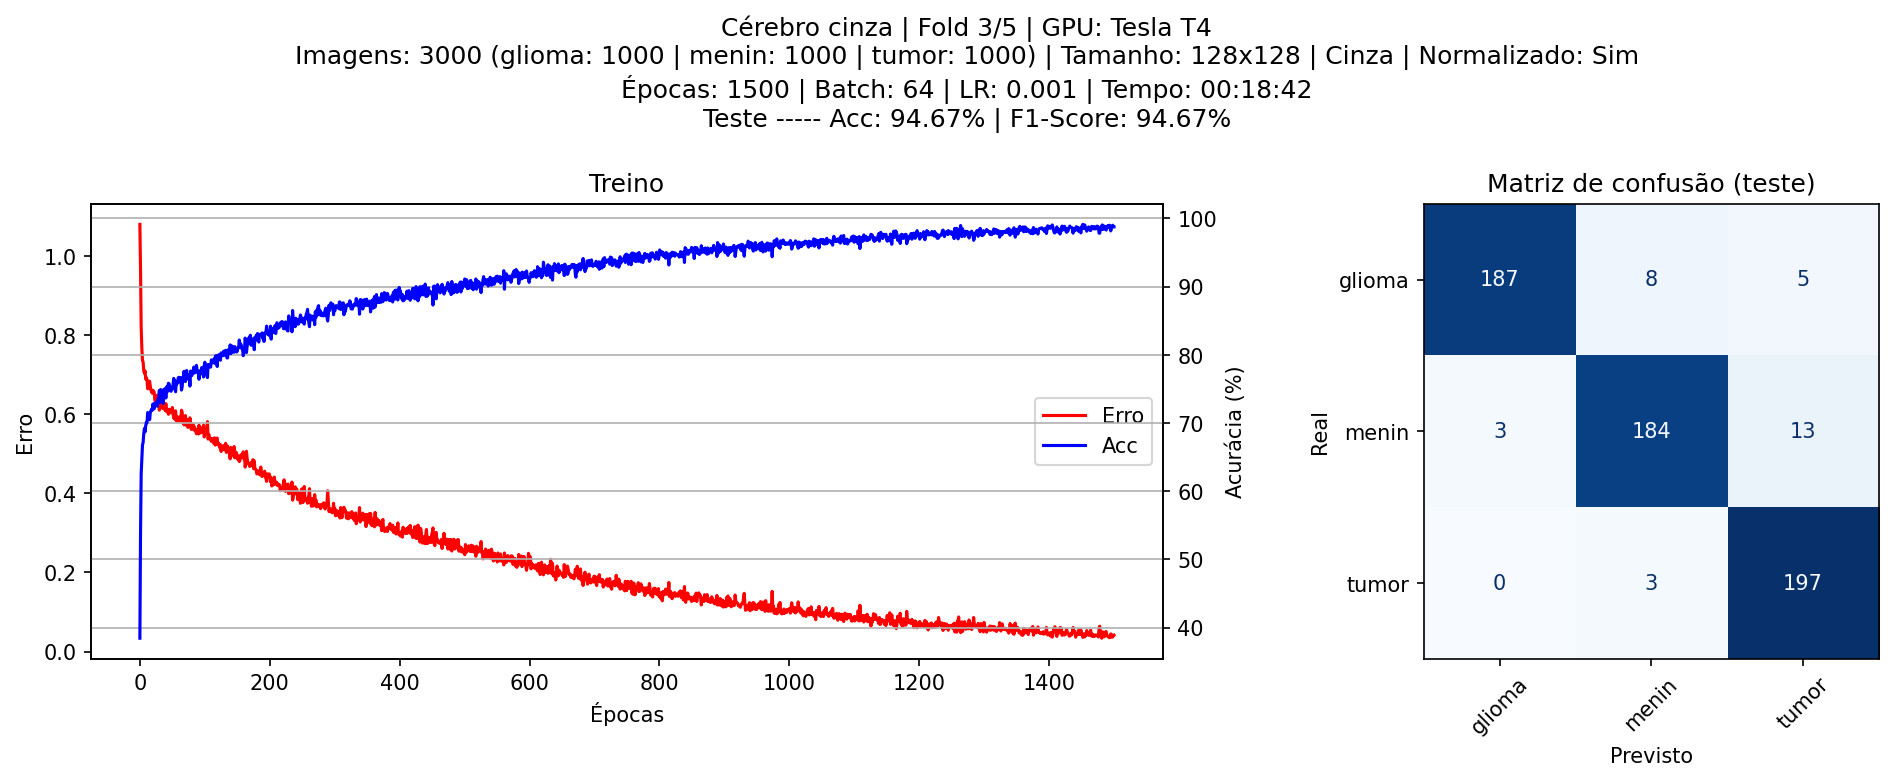 Cérebro cinza | Fold 3/5 | GPU: Tesla T4
Imagens: 3000 (glioma: 1000 | menin: 1000 | tumor: 1000) | Tamanho: 128x128 | Cinza | Normalizado: Sim
Épocas: 1500 | Batch: 64 | LR: 0.001 | Tempo: 00:18:42
Teste ----- Acc: 94.67% | F1-Score: 94.67%
Treino
Erro
1.0
0.8
0.6
0.4
0.2
0.0
0 200 400 600 800 1000 1200 1400
Épocas
100
90
80
70
60
50
40
Acurácia (%)
Erro
Acc
Matriz de confusão (teste)
Real
glioma 187 8 5
menin 3 184 13
tumor 0 3 197
glioma menin tumor
Previsto